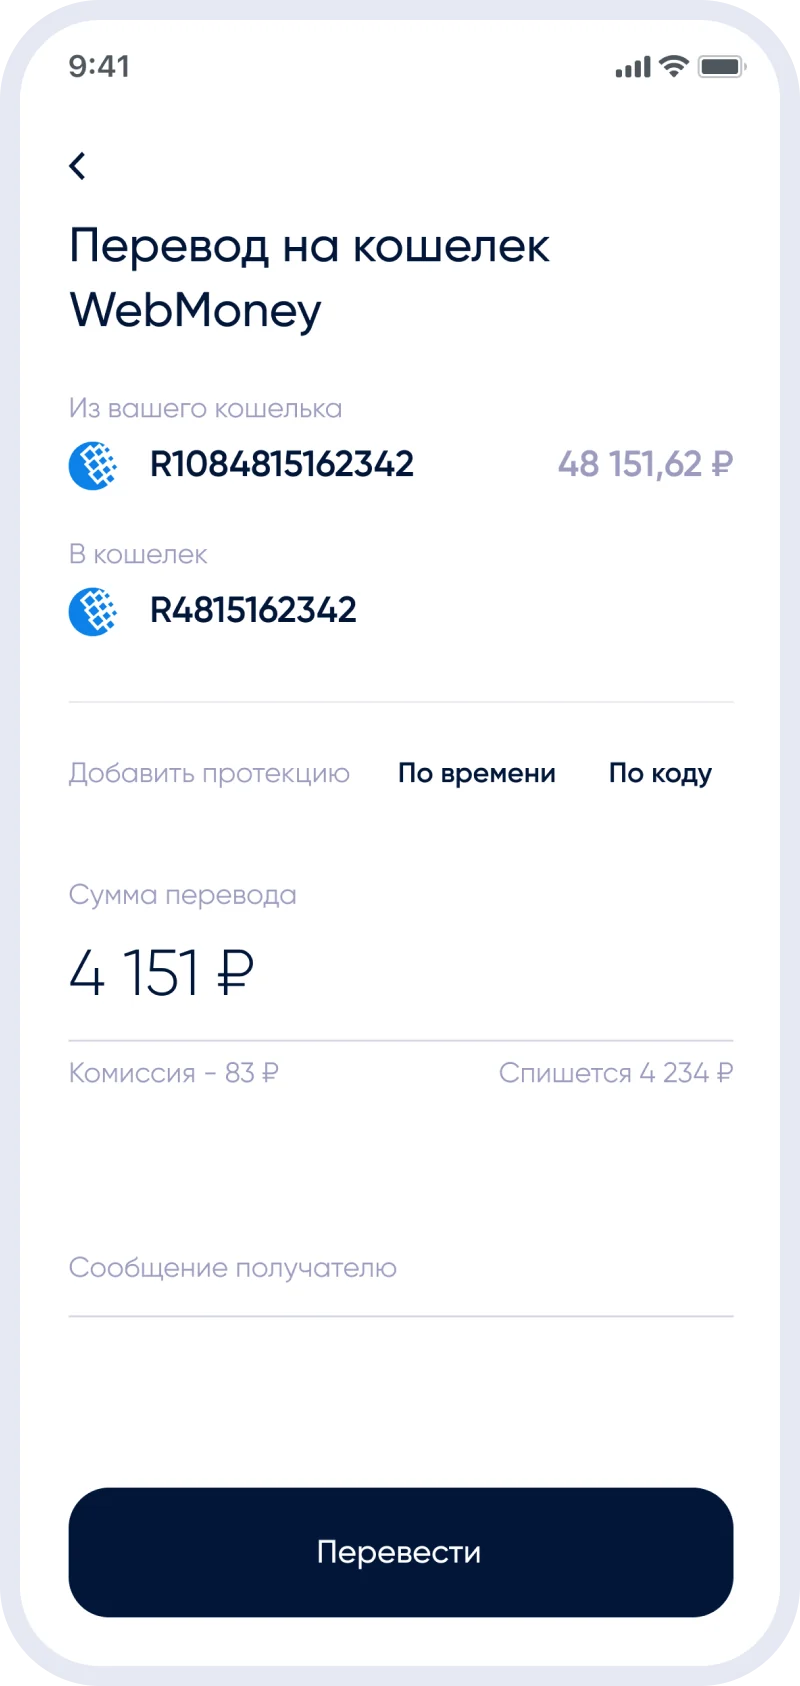 9:41
Перевод на кошелек
WebMoney
Из вашего кошелька
R1084815162342 48 151,62 ₽
В кошелек
R4815162342
Добавить протекцию По времени По коду
Сумма перевода
4 151 ₽
Комиссия - 83 ₽ Спишется 4 234 ₽
Сообщение получателю
Перевести